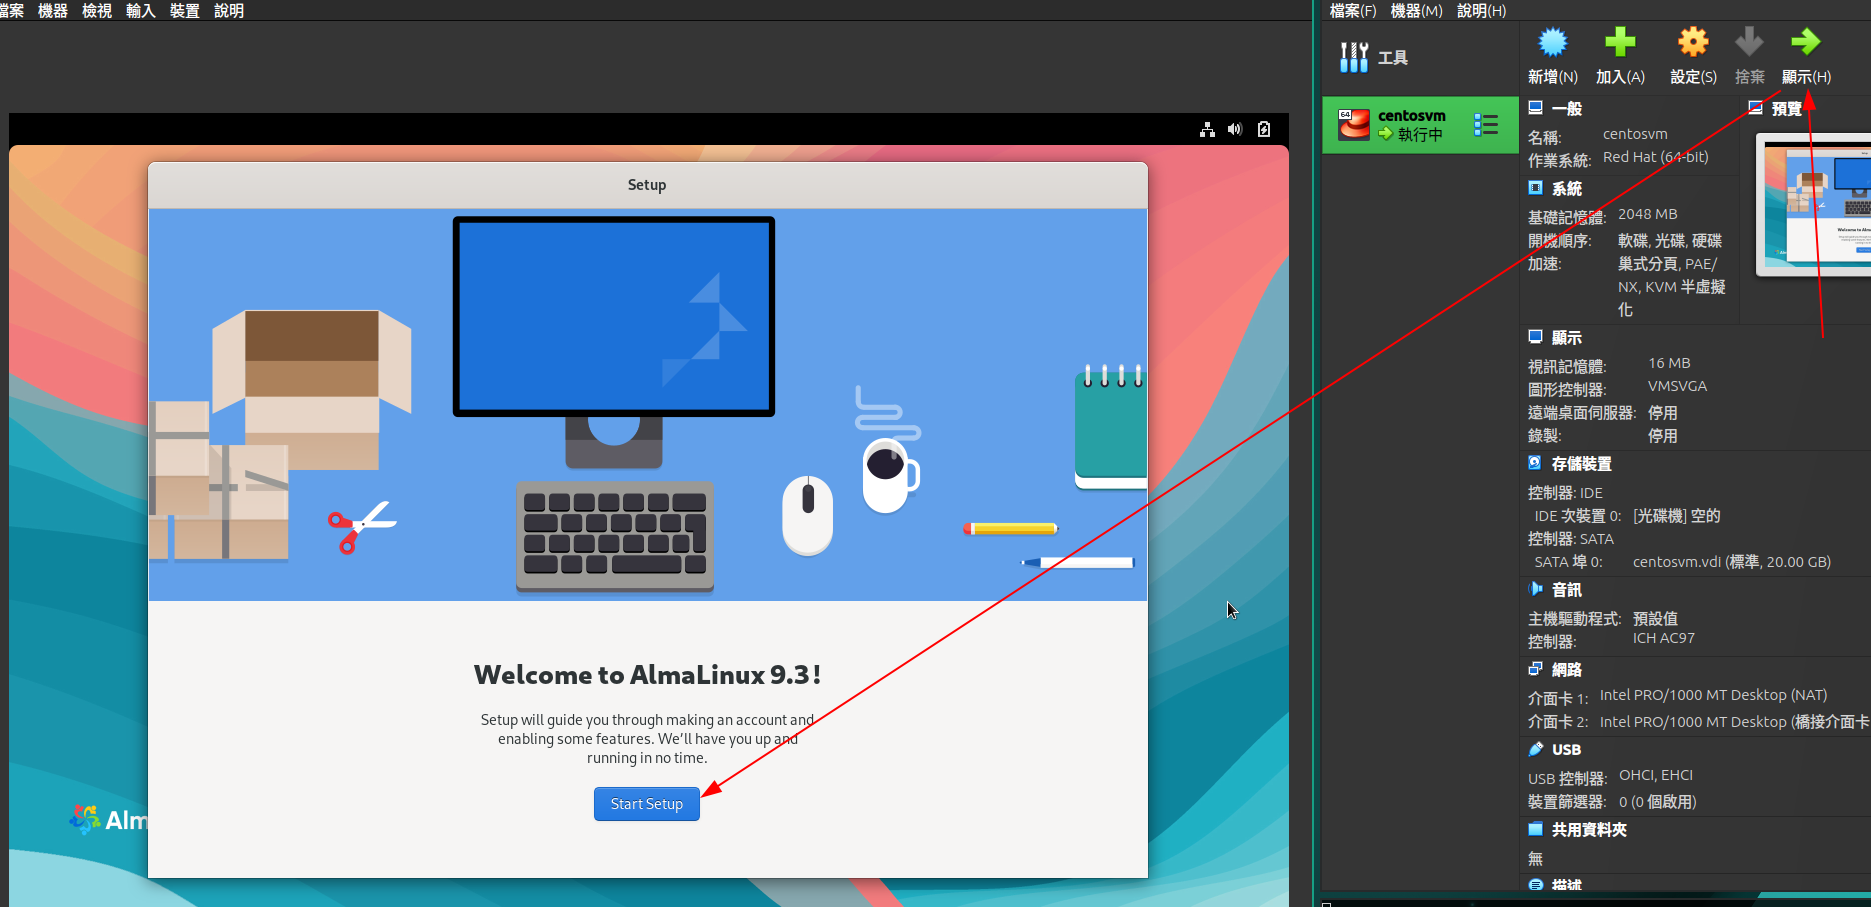 檔案 機器 檢視 輸入 裝置 說明
Setup
Welcome to AlmaLinux 9.3!
Setup will guide you through making an account and
enabling some features. We'll have you up and
running in no time.
Start Setup
Alm
檔案(F) 機器(M) 說明(H)
工具
新增(N) 加入(A) 設定(S) 捨棄 顯示(H)
64 centosvm
執行中
一般
名稱: centosvm
作業系統: Red Hat (64-bit)
預覽
系統
基礎記憶體: 2048 MB
開機順序: 軟碟, 光碟, 硬碟
加速: 巢式分頁, PAE/
NX, KVM 半虛擬
化
顯示
視訊記憶體: 16 MB
圖形控制器: VMSVGA
遠端桌面伺服器: 停用
錄製: 停用
存儲裝置
控制器: IDE
IDE 次裝置 0: [光碟機] 空的
控制器: SATA
SATA 埠 0: centosvm.vdi (標準, 20.00 GB)
音訊
主機驅動程式: 預設值
控制器: ICH AC97
網路
介面卡 1: Intel PRO/1000 MT Desktop (NAT)
介面卡 2: Intel PRO/1000 MT Desktop (橋接介面卡
USB
USB 控制器: OHCI, EHCI
裝置篩選器: 0 (0 個啟用)
共用資料夾
無
描述